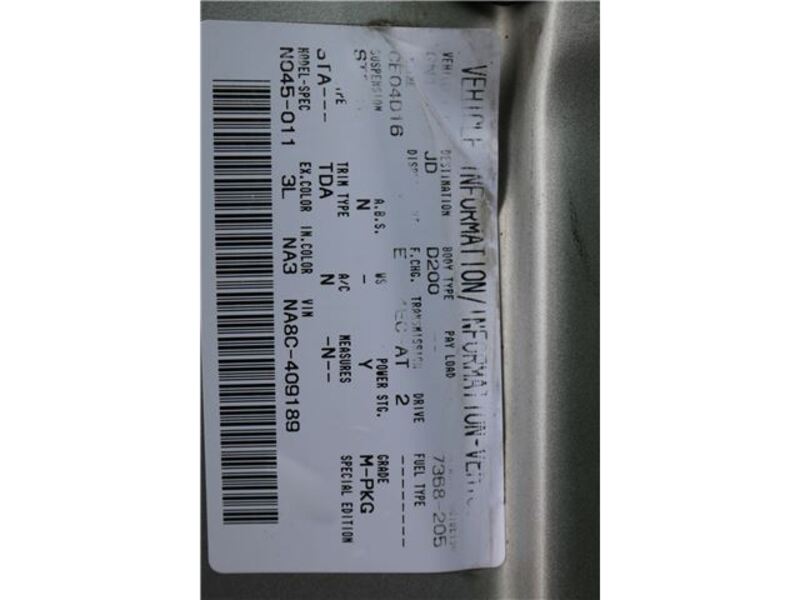 VEHICLE INFORMATION/INFORMATION-
DESTINATION BODY TYPE PAY LOAD
JD D200 7368-205
F.CHG. TRANSMISSION DRIVE FUEL TYPE
CE04D16 E AT 2 -------
SUSPENSION A.B.S. WS POWER STG. GRADE
N - Y M-PKG
TRIM TYPE A/C MEASURES SPECIAL EDITION
STA--- TDA N -N--
MODEL-SPEC EX.COLOR IN.COLOR VIN
N045-011 3L NA3 NA8C-409189